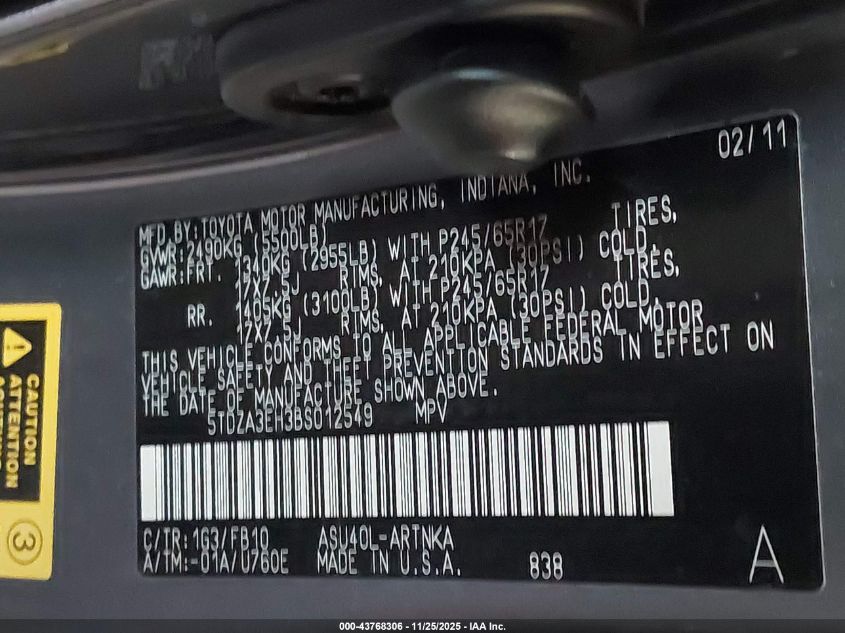 02/11
MFD.BY:TOYOTA MOTOR MANUFACTURING, INDIANA, INC.
GVWR:2490KG (5500LB)
GAWR:FRT. 1340KG (2955LB) WITH P245/65R17 TIRES,
17X7.5J RIMS, AT 210KPA (30PSI) COLD.
RR. 1405KG (3100LB) WITH P245/65R17 TIRES,
17X7.5J RIMS, AT 210KPA (30PSI) COLD.
THIS VEHICLE CONFORMS TO ALL APPLICABLE FEDERAL MOTOR
VEHICLE SAFETY AND THEFT PREVENTION STANDARDS IN EFFECT ON
THE DATE OF MANUFACTURE SHOWN ABOVE.
5TDZA3EH3BS012549 MPV
C/TR:1G3/FB10 ASU40L-ARTNKA
A/TM:-01A/U760E MADE IN U.S.A. 838
A
CAUTION
ATTENTION
3
000-43768306 - 11/25/2025 - IAA Inc.